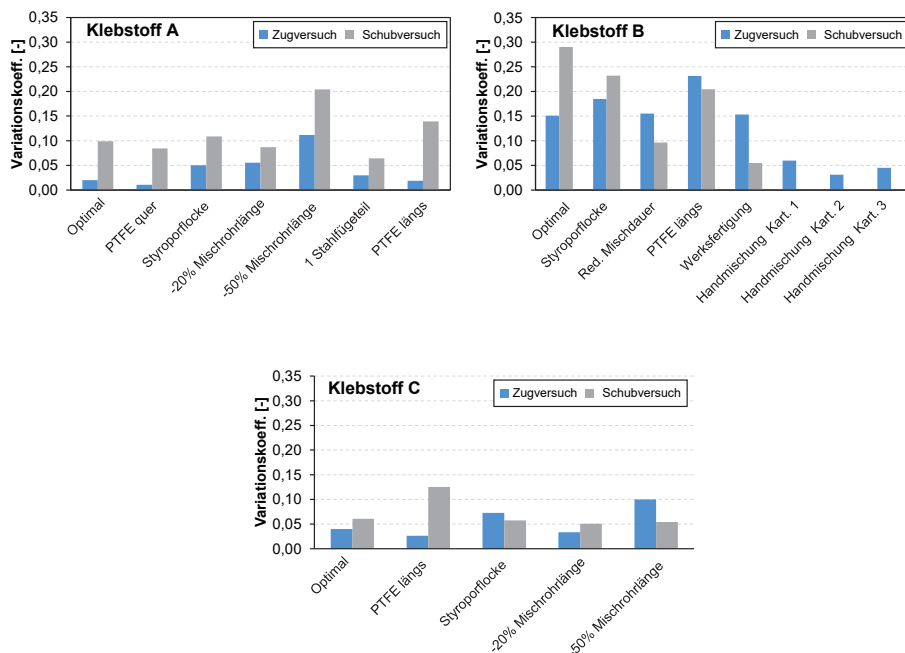 Klebstoff A
Zugversuch
Schubversuch
Variationskoeff. [-]
0,35
0,30
0,25
0,20
0,15
0,10
0,05
0,00
Optimal
PTFE quer
Styroporflocke
-20% Mischrohrlänge
-50% Mischrohrlänge
1 Stahlfügeteil
PTFE längs
Klebstoff B
Zugversuch
Schubversuch
Variationskoeff. [-]
0,35
0,30
0,25
0,20
0,15
0,10
0,05
0,00
Optimal
Styroporflocke
Red. Mischdauer
PTFE längs
Werksfertigung
Handmischung Kart. 1
Handmischung Kart. 2
Handmischung Kart. 3
Klebstoff C
Zugversuch
Schubversuch
Variationskoeff. [-]
0,35
0,30
0,25
0,20
0,15
0,10
0,05
0,00
Optimal
PTFE längs
Styroporflocke
-20% Mischrohrlänge
-50% Mischrohrlänge